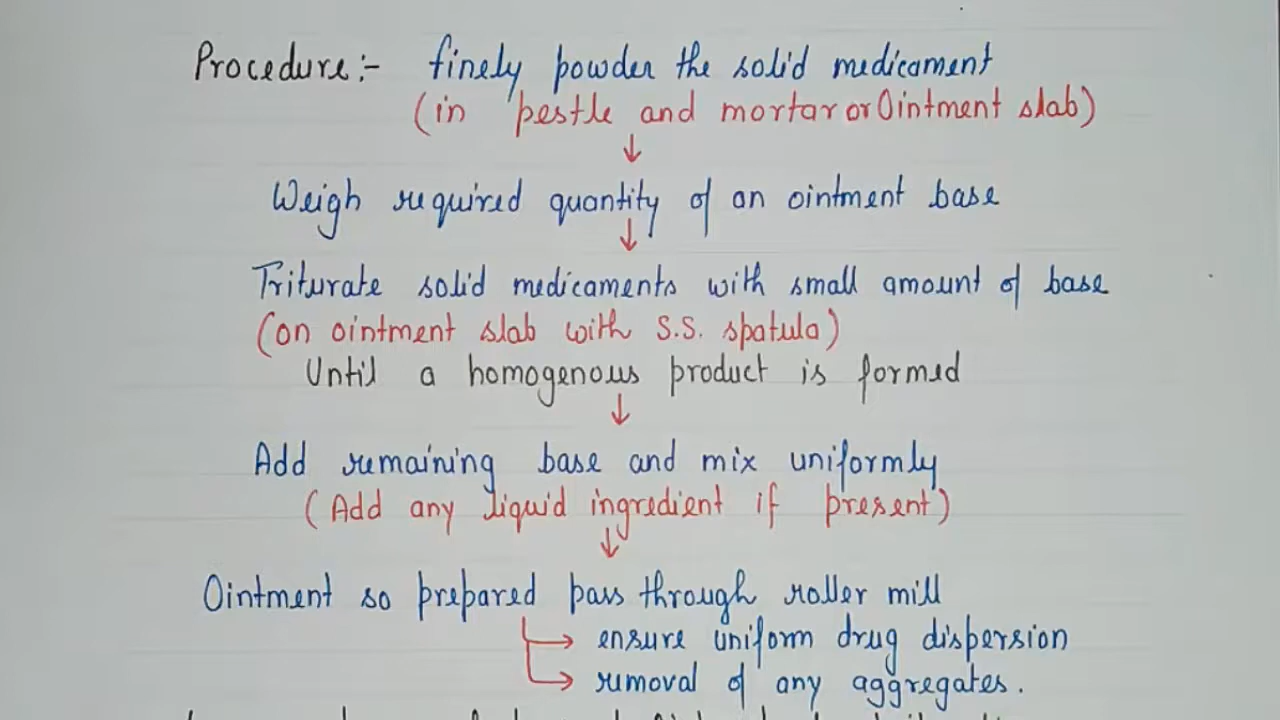 Procedure:- finely powder the solid medicament
(in pestle and mortar or Ointment slab)
↓
Weigh required quantity of an ointment base
↓
Triturate solid medicaments with small amount of base
(on ointment slab with S.S. spatula)
Until a homogenous product is formed
↓
Add remaining base and mix uniformly
(Add any liquid ingredient if present)
↓
Ointment so prepared pass through roller mill
→ ensure uniform drug dispersion
→ removal of any aggregates.